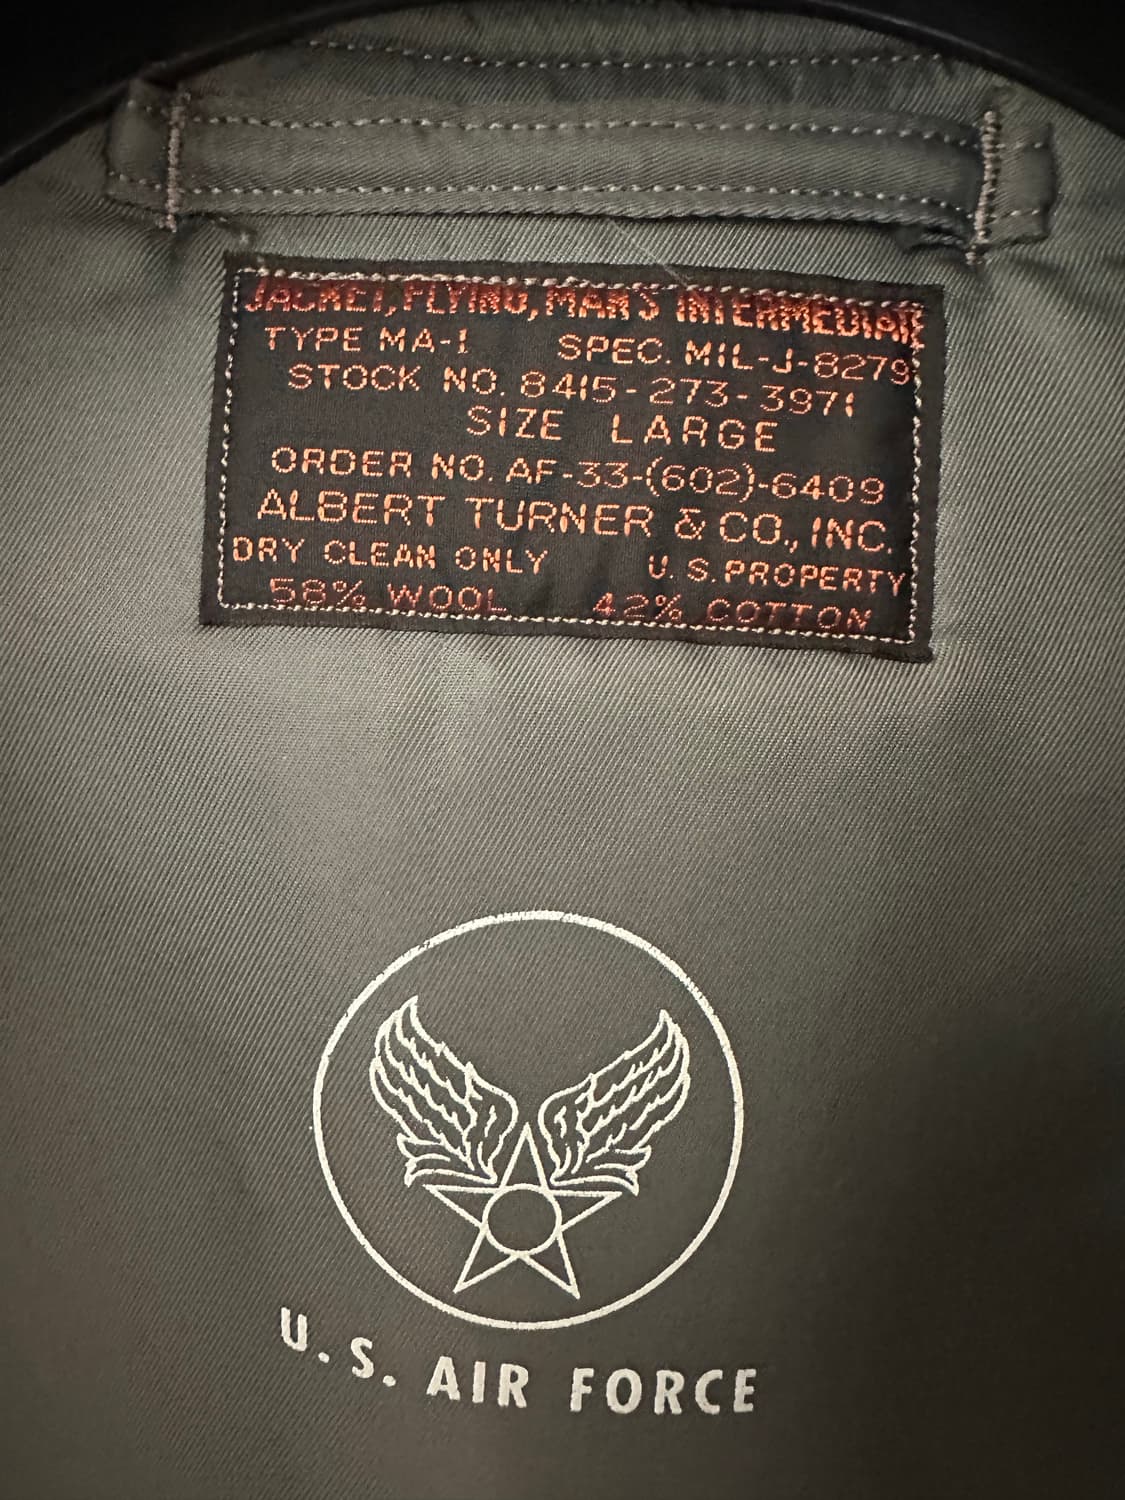 JACKET, FLYING, MAN'S INTERMEDIATE
TYPE MA-1 SPEC. MIL-J-8279
STOCK NO. 8415-273-3971
SIZE LARGE
ORDER NO. AF-33-(602)-6409
ALBERT TURNER & CO., INC.
DRY CLEAN ONLY U.S. PROPERTY
58% WOOL 42% COTTON
U.S. AIR FORCE